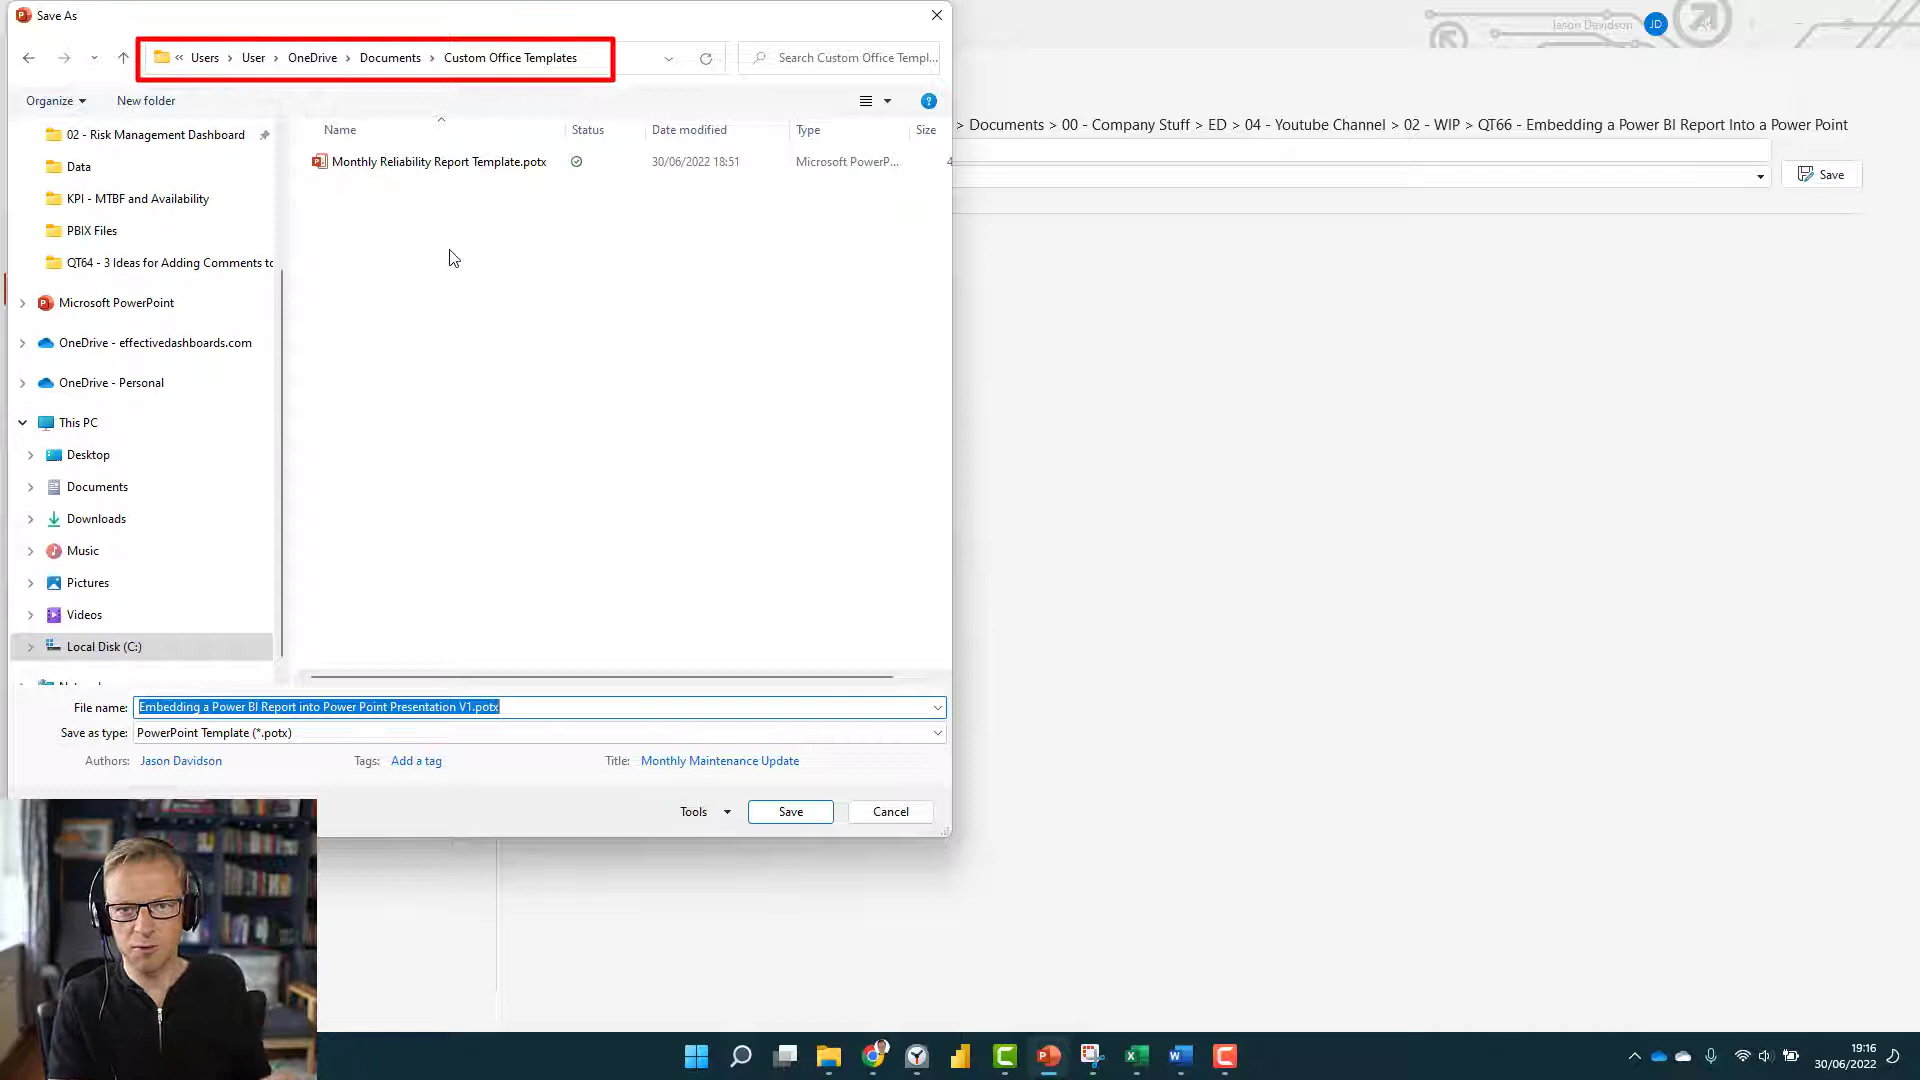 Save As
Jason Davidson
JD
« Users > User > OneDrive > Documents > Custom Office Templates
Search Custom Office Templ...
Organize
New folder
> Documents > 00 - Company Stuff > ED > 04 - Youtube Channel > 02 - WIP > QT66 - Embedding a Power BI Report Into a Power Point
Save
Name
Status
Date modified
Type
Size
Monthly Reliability Report Template.potx
30/06/2022 18:51
Microsoft PowerP...
4
02 - Risk Management Dashboard
Data
KPI - MTBF and Availability
PBIX Files
QT64 - 3 Ideas for Adding Comments to
Microsoft PowerPoint
OneDrive - effectivedashboards.com
OneDrive - Personal
This PC
Desktop
Documents
Downloads
Music
Pictures
Videos
Local Disk (C:)
File name: Embedding a Power BI Report into Power Point Presentation V1.potx
Save as type: PowerPoint Template (*.potx)
Authors: Jason Davidson
Tags: Add a tag
Title: Monthly Maintenance Update
Tools
Save
Cancel
19:16
30/06/2022